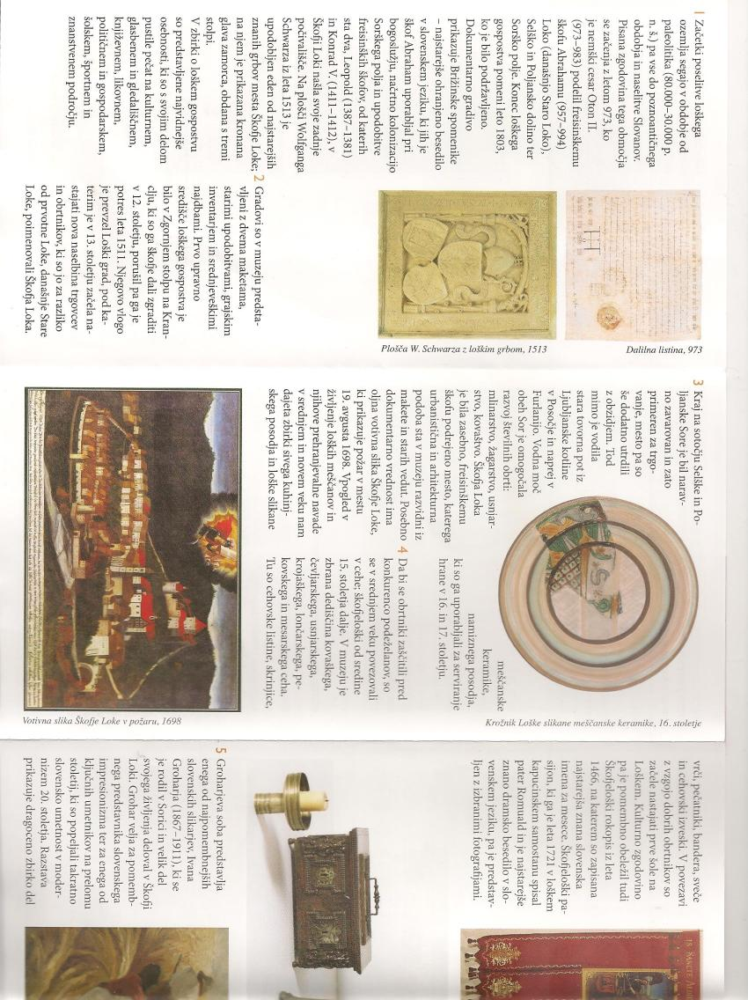 1 Začetki poselitve loškega
ozemlja segajo v obdobje od
paleolitika (80.000–30.000 p.
n. š.) pa vse do poznoantičnega
obdobja in naselitve Slovanov.
Pisana zgodovina tega območja
se začenja z letom 973, ko
je nemški cesar Oton II.
(973–983) podelil freisinškemu
škofu Abrahamu (957–994)
Loko (današnjo Staro Loko),
Selško in Poljansko dolino ter
Sorško polje. Konec loškega
gospostva pomeni leto 1803,
ko je bilo podržavljeno.
Dokumentarno gradivo
prikazuje Brižinske spomenike
– najstarejše ohranjeno besedilo
v slovenskem jeziku, ki jih je
škof Abraham uporabljal pri
bogoslužju, načrtno kolonizacijo
Sorškega polja in upodobitve
freisinških škofov, od katerih
sta dva, Leopold (1387–1381)
in Konrad V. (1411–1412), v
Škofji Loki našla svoje zadnje
počivališče. Na plošči Wolfganga
Schwarza iz leta 1513 je
upodobljen eden od najstarejših
znanih grbov mesta Škofje Loke;
na njem je prikazana kronana
glava zamorca, obdana s tremi
stolpi.
V zbirki o loškem gospostvu
so predstavljene najvidnejše
osebnosti, ki so s svojim delom
pustile pečat na kulturnem,
glasbenem in gledališčnem,
književnem, likovnem,
političnem in gospodarskem,
šolskem, športnem in
znanstvenem področju.
Dalilna listina, 973
Plošča W. Schwarza z loškim grbom, 1513
2 Gradovi so v muzeju predsta-
vljeni z dvema maketama,
starimi upodobitvami, grajskim
inventarjem in srednjeveškimi
najdbami. Prvo upravno
središče loškega gospostva je
bilo v Zgornjem stolpu na Kran-
clju, ki so ga škofje dali zgraditi
v 12. stoletju, porušil pa ga je
potres leta 1511. Njegovo vlogo
je prevzel Loški grad, pod ka-
terim je v 13. stoletju začela na-
stajati nova naselbina trgovcev
in obrtnikov, ki so jo za razliko
od prvotne Loke, današnje Stare
Loke, poimenovali Škofja Loka.
3 Kraj na sotočju Selške in Po-
ljanske Sore je bil narav-
no zavarovan in zato
primeren za trgo-
vanje, mesto pa so
še dodatno utrdili
z obzidjem. Tod
mimo je vodila
stara tovorna pot iz
Ljubljanske kotline
v Posočje in naprej v
Furlanijo. Vodna moč
obeh Sor je omogočala
razvoj številnih obrti:
mlinarstvo, žagarstvo, usnjar-
stvo, kovaštvo. Škofja Loka
je bila zasebno, freisinškemu
škofu podrejeno mesto, katerega
urbanistična in arhitekturna
podoba sta v muzeju razvidni iz
makete in starih vedut. Posebno
dokumentarno vrednost ima
oljna votivna slika Škofje Loke,
ki prikazuje požar v mestu
19. avgusta 1698. Vpogled v
življenje loških meščanov in
njihove prehranjevalne navade
v srednjem in novem veku nam
dajeta zbirki sivega kuhinj-
skega posodja in loške slikane
Krožnik Loške slikane meščanske keramike, 16. stoletje
meščanske
keramike,
namiznega posodja,
ki so ga uporabljali za serviranje
hrane v 16. in 17. stoletju.
4 Da bi se obrtniki zaščitili pred
konkurenco podeželanov, so
se v srednjem veku povezovali
v cehe; škofjeloški od sredine
15. stoletja dalje. V muzeju je
zbrana dediščina kovaškega,
čevljarskega, usnjarskega,
krojaškega, lončarskega, pe-
kovskega in mesarskega ceha.
Tu so cehovske listine, skrinjice,
Votivna slika Škofje Loke v požaru, 1698
vrči, pečatniki, bandera, sveče
in cehovski izveski. V povezavi
z vzgojo dobrih obrtnikov so
začele nastajati prve šole na
Loškem. Kulturno zgodovino
pa je pomembno obeležil tudi
Škofjeloški rokopis iz leta
1466, na katerem so zapisana
najstarejša znana slovenska
imena za mesece. Škofjeloški pa-
sijon, ki ga je leta 1721 v loškem
kapucinskem samostanu spisal
pater Romuald in je najstarejše
znano dramsko besedilo v slo-
venskem jeziku, pa je predstav-
ljen z izbranimi fotografijami.
5 Groharjeva soba predstavlja
enega od najpomembnejših
slovenskih slikarjev, Ivana
Groharja (1867–1911), ki se
je rodil v Sorici in velik del
svojega življenja deloval v Škofji
Loki. Grohar velja za pomemb-
nega predstavnika slovenskega
impresionizma ter za enega od
ključnih umetnikov na prelomu
stoletij, ki so popeljali takratno
slovensko umetnost v moder-
nizem 20. stoletja. Razstava
prikazuje dragoceno zbirko del